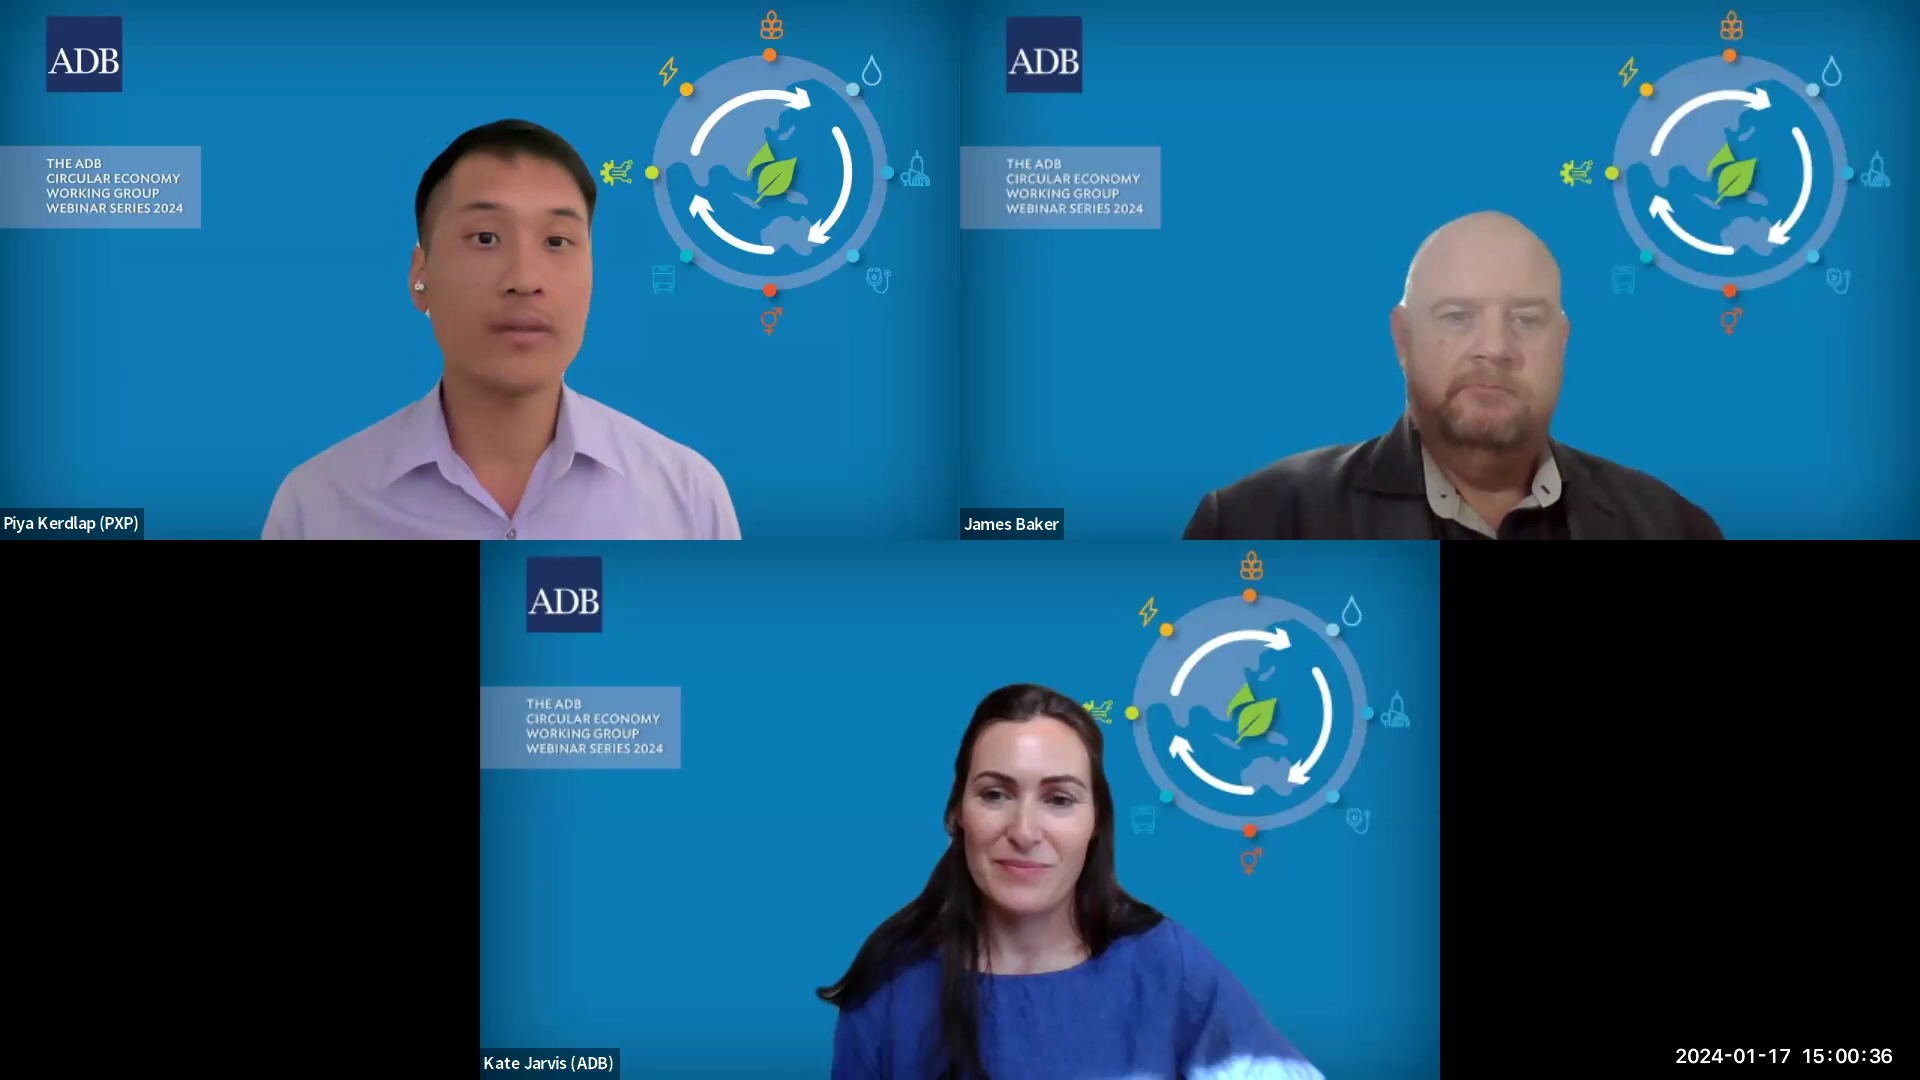 ADB
THE ADB
CIRCULAR ECONOMY
WORKING GROUP
WEBINAR SERIES 2024
Piya Kerdlap (PXP)
ADB
THE ADB
CIRCULAR ECONOMY
WORKING GROUP
WEBINAR SERIES 2024
James Baker
ADB
THE ADB
CIRCULAR ECONOMY
WORKING GROUP
WEBINAR SERIES 2024
Kate Jarvis (ADB)
2024-01-17 15:00:36